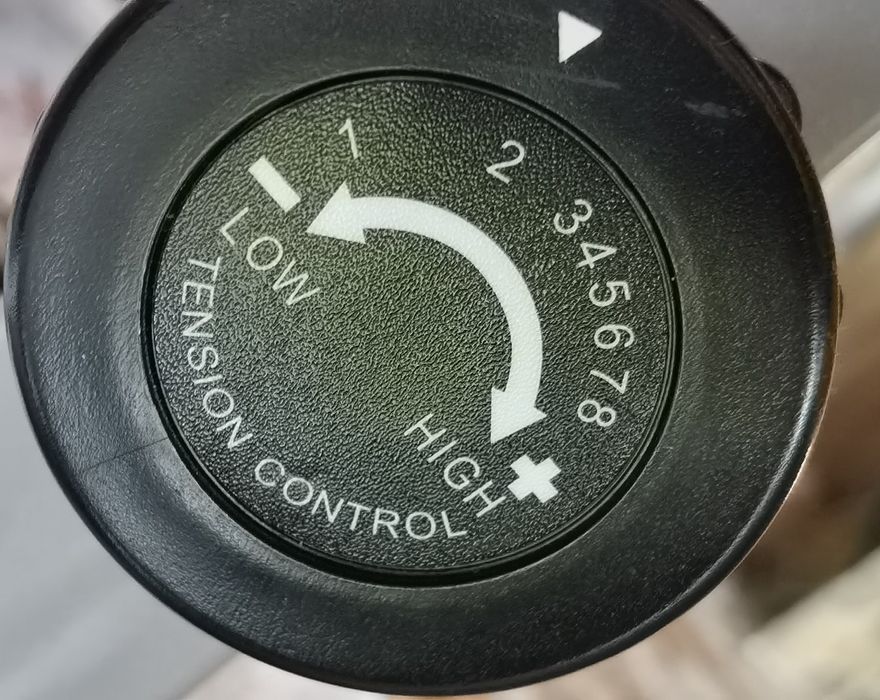 1 2 3 4 5 6 7 8
LOW
HIGH
TENSION CONTROL